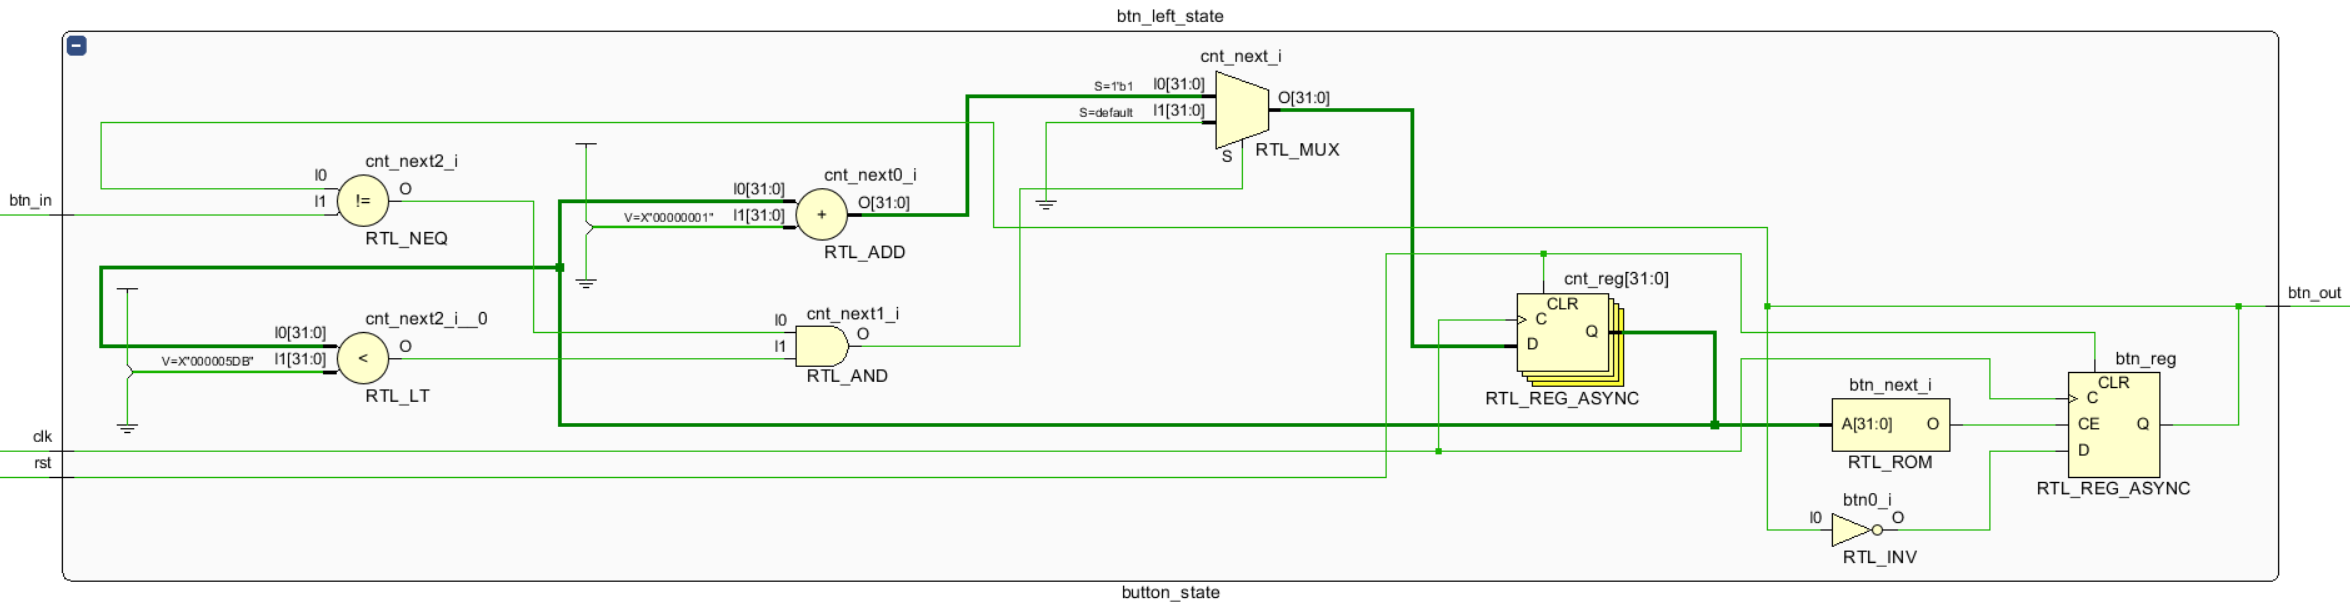 btn_left_state
cnt_next_i
S=1'b1 I0[31:0]
S=default I1[31:0]
O[31:0]
S
RTL_MUX
cnt_next2_i
I0
I1
O
!=
RTL_NEQ
btn_in
cnt_next0_i
I0[31:0]
V=X"00000001" I1[31:0]
O[31:0]
+
RTL_ADD
cnt_next2_i__0
I0[31:0]
V=X"000005DB" I1[31:0]
O
<
RTL_LT
cnt_next1_i
I0
I1
O
RTL_AND
cnt_reg[31:0]
CLR
C
Q
D
RTL_REG_ASYNC
btn_out
btn_reg
CLR
C
CE
Q
D
RTL_REG_ASYNC
btn_next_i
A[31:0] O
RTL_ROM
clk
rst
btn0_i
I0
O
RTL_INV
button_state